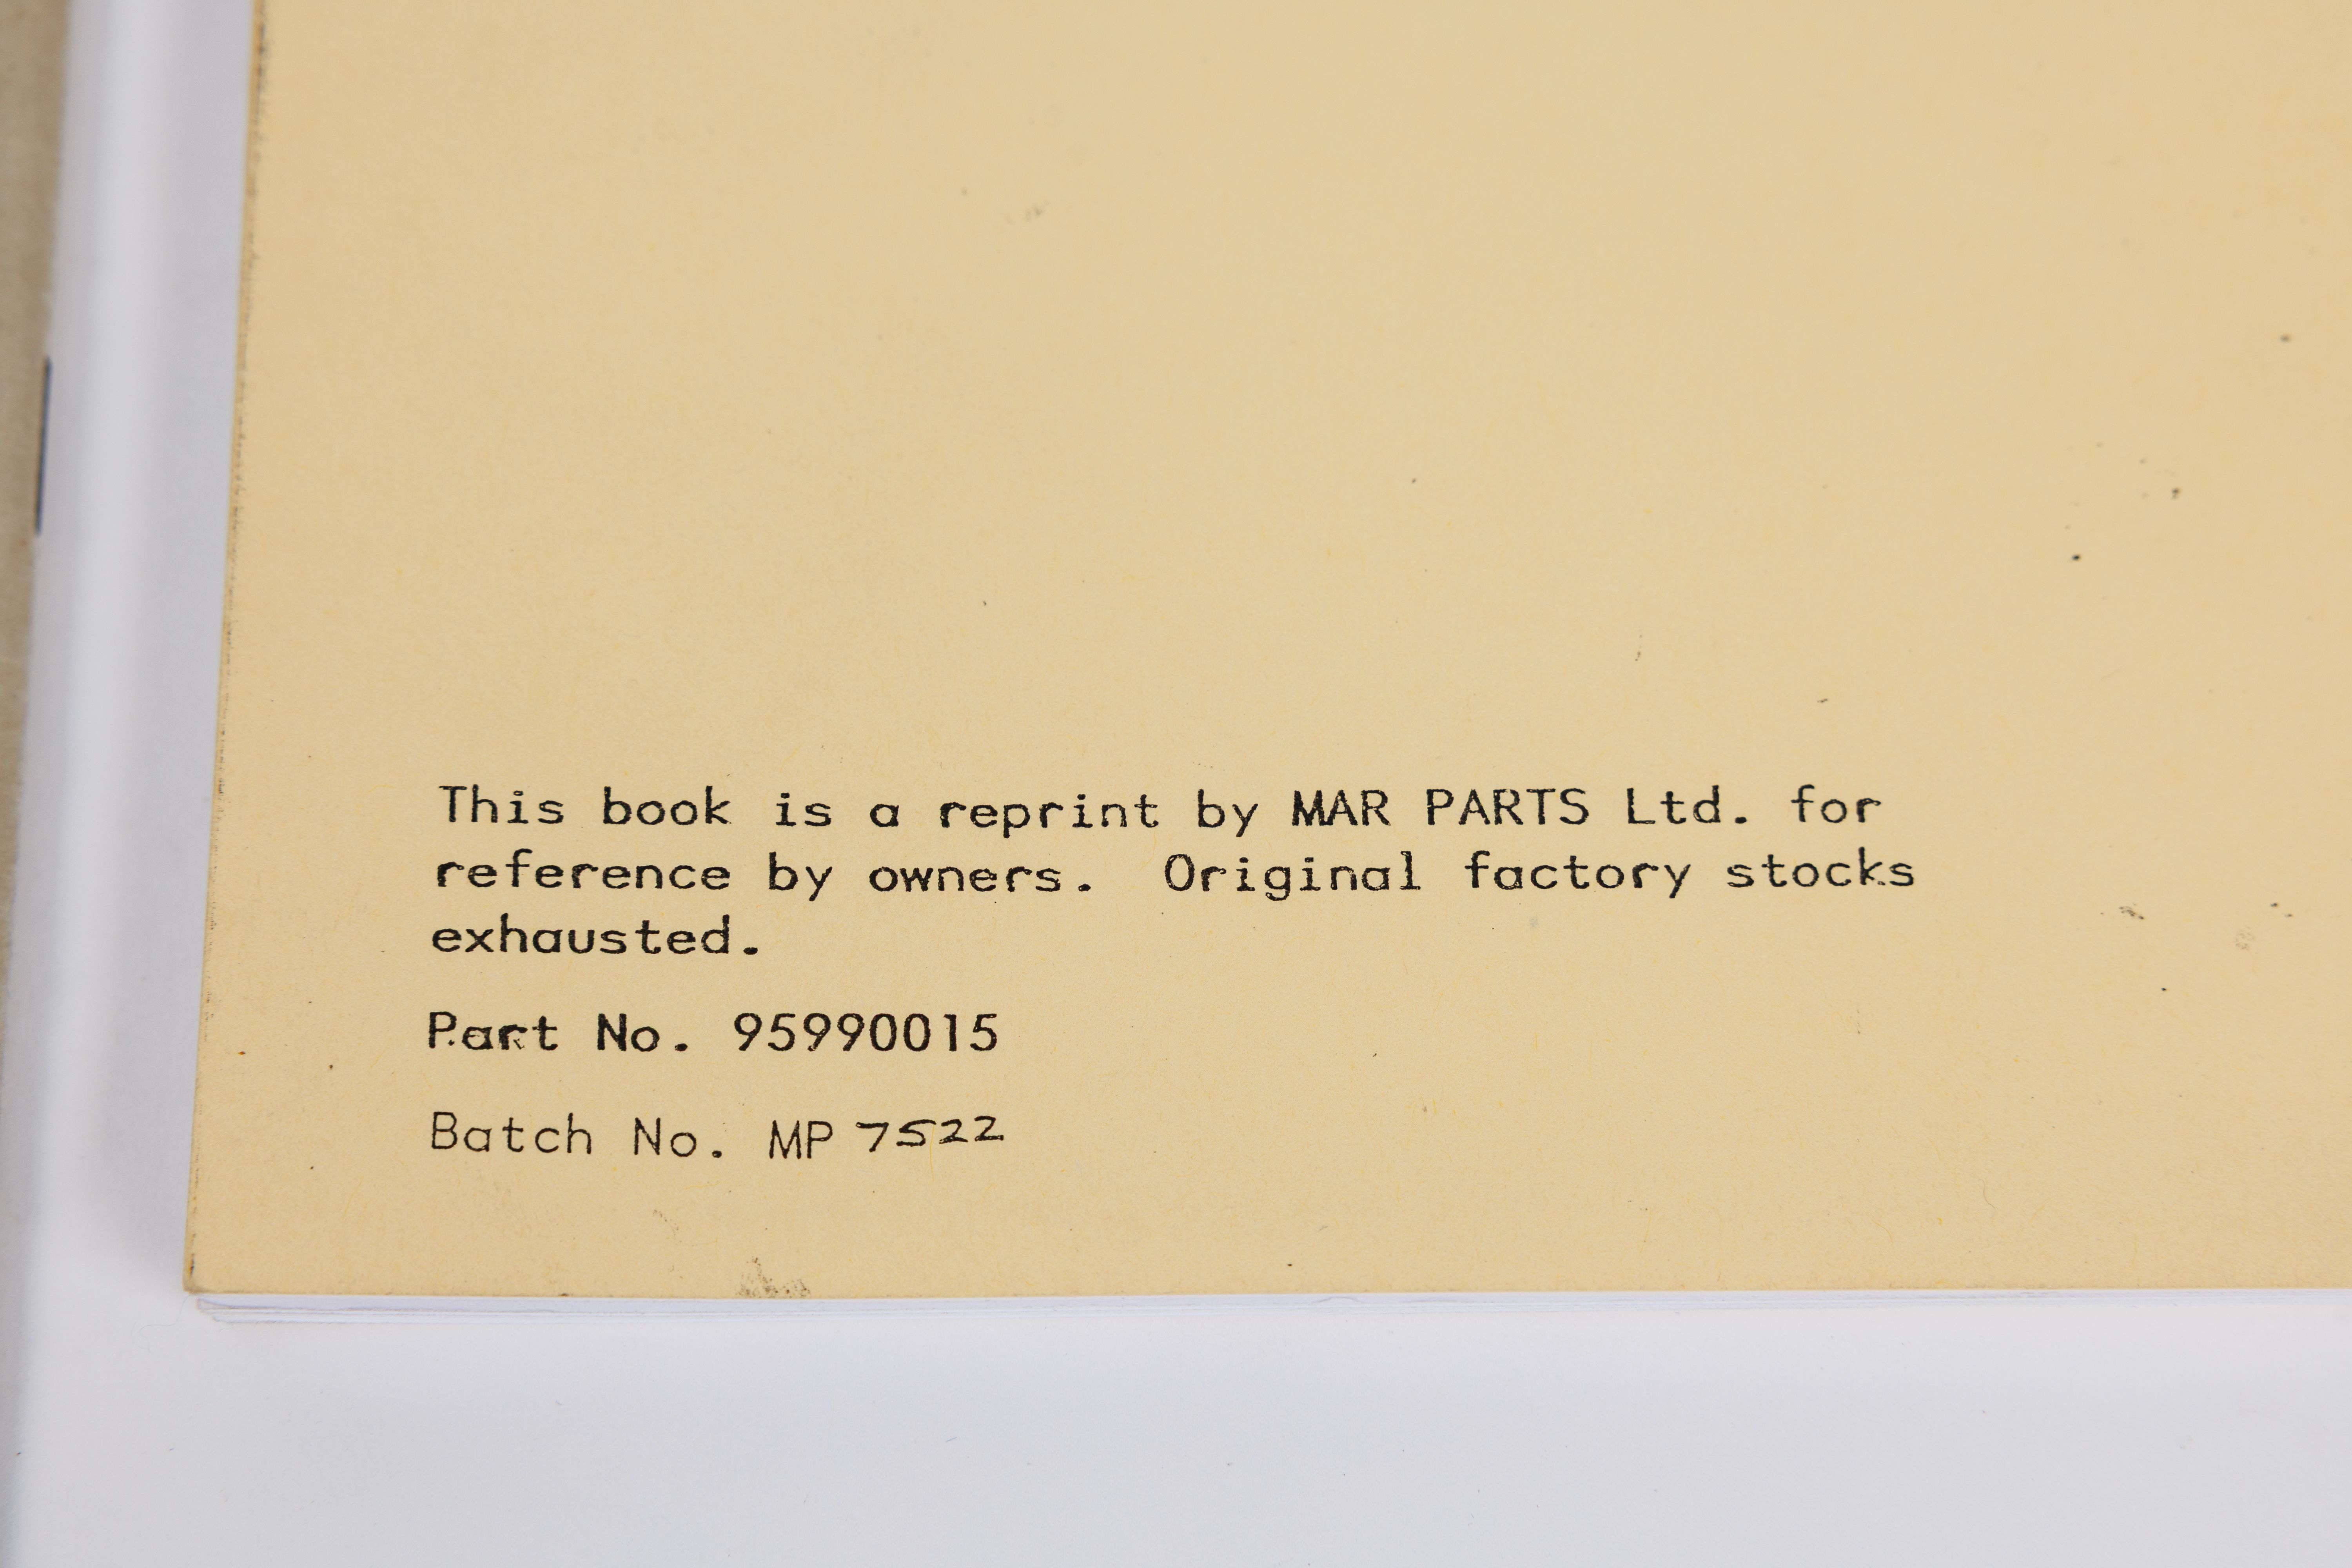 This book is a reprint by MAR PARTS Ltd. for
reference by owners.  Original factory stocks
exhausted.
Part No. 95990015
Batch No. MP 7522